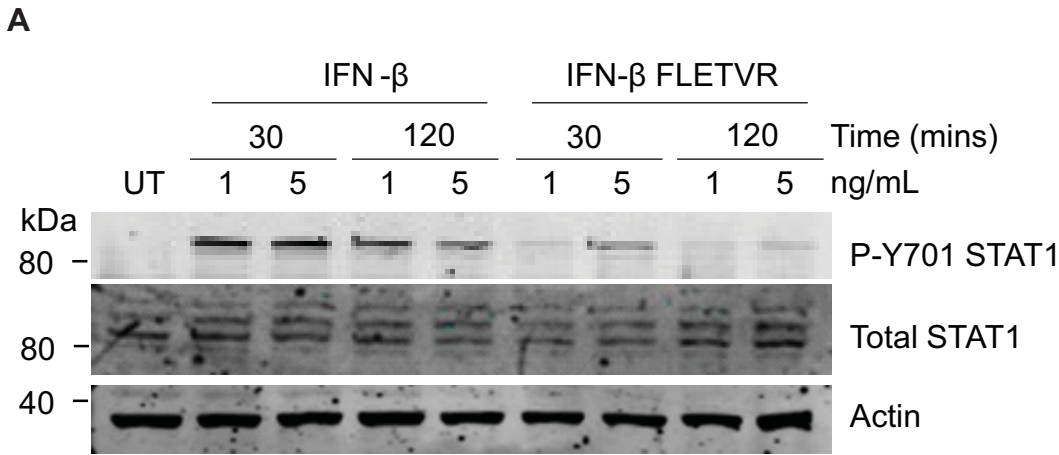 A
IFN -β IFN-β FLETVR
30 120 30 120 Time (mins)
UT 1 5 1 5 1 5 1 5 ng/mL
kDa
80 P-Y701 STAT1
80 Total STAT1
40 Actin